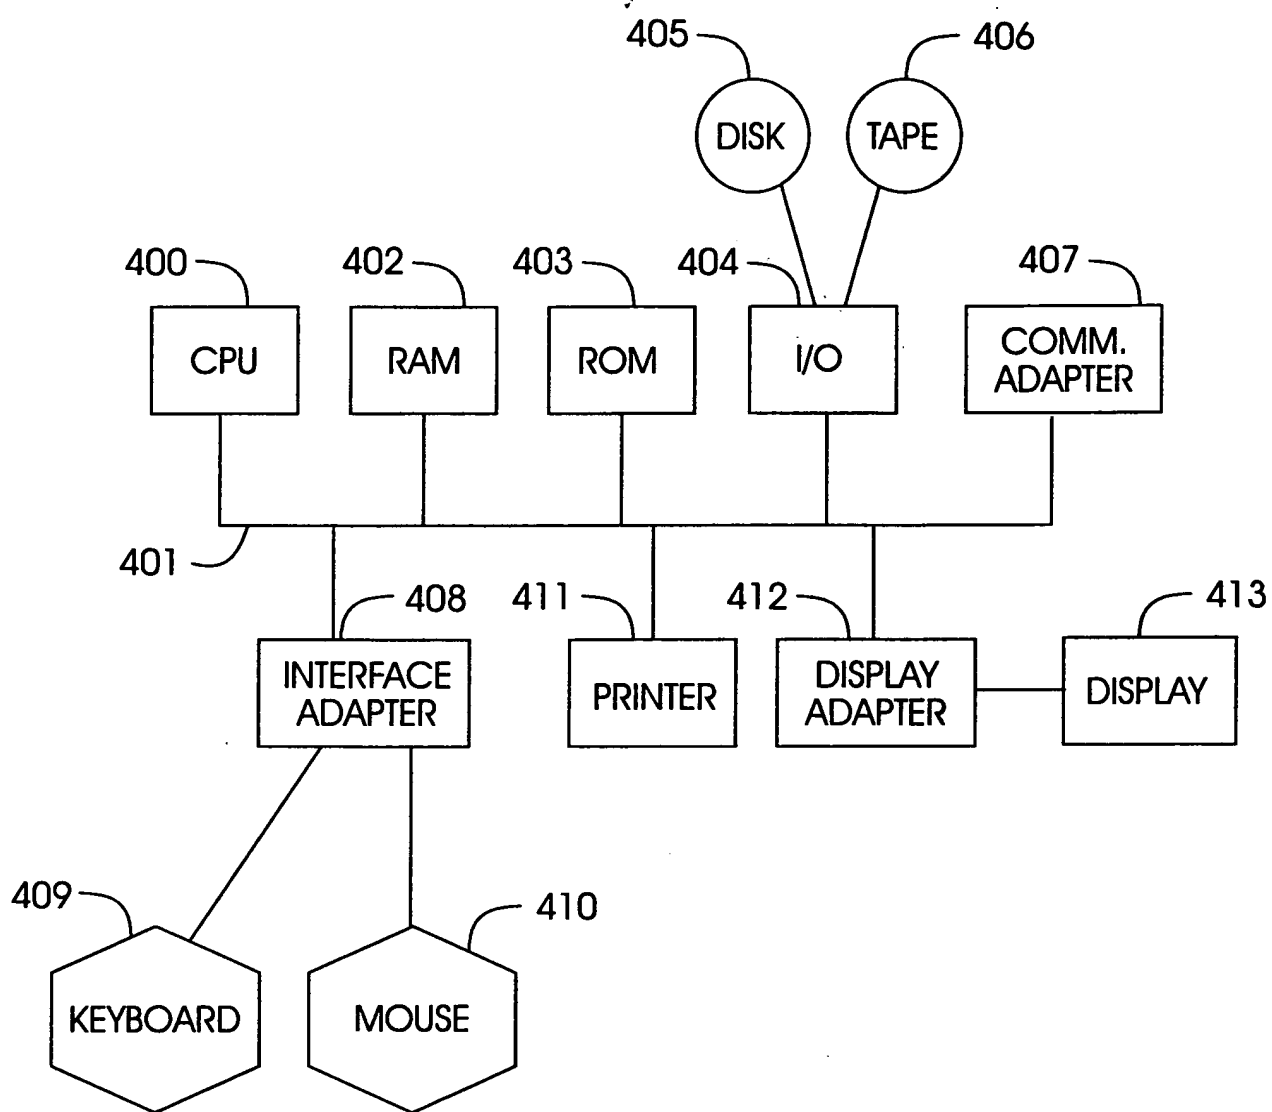 405
406
DISK
TAPE
400
402
403
404
407
CPU
RAM
ROM
I/O
COMM.
ADAPTER
401
408
411
412
413
INTERFACE
ADAPTER
PRINTER
DISPLAY
ADAPTER
DISPLAY
409
410
KEYBOARD
MOUSE